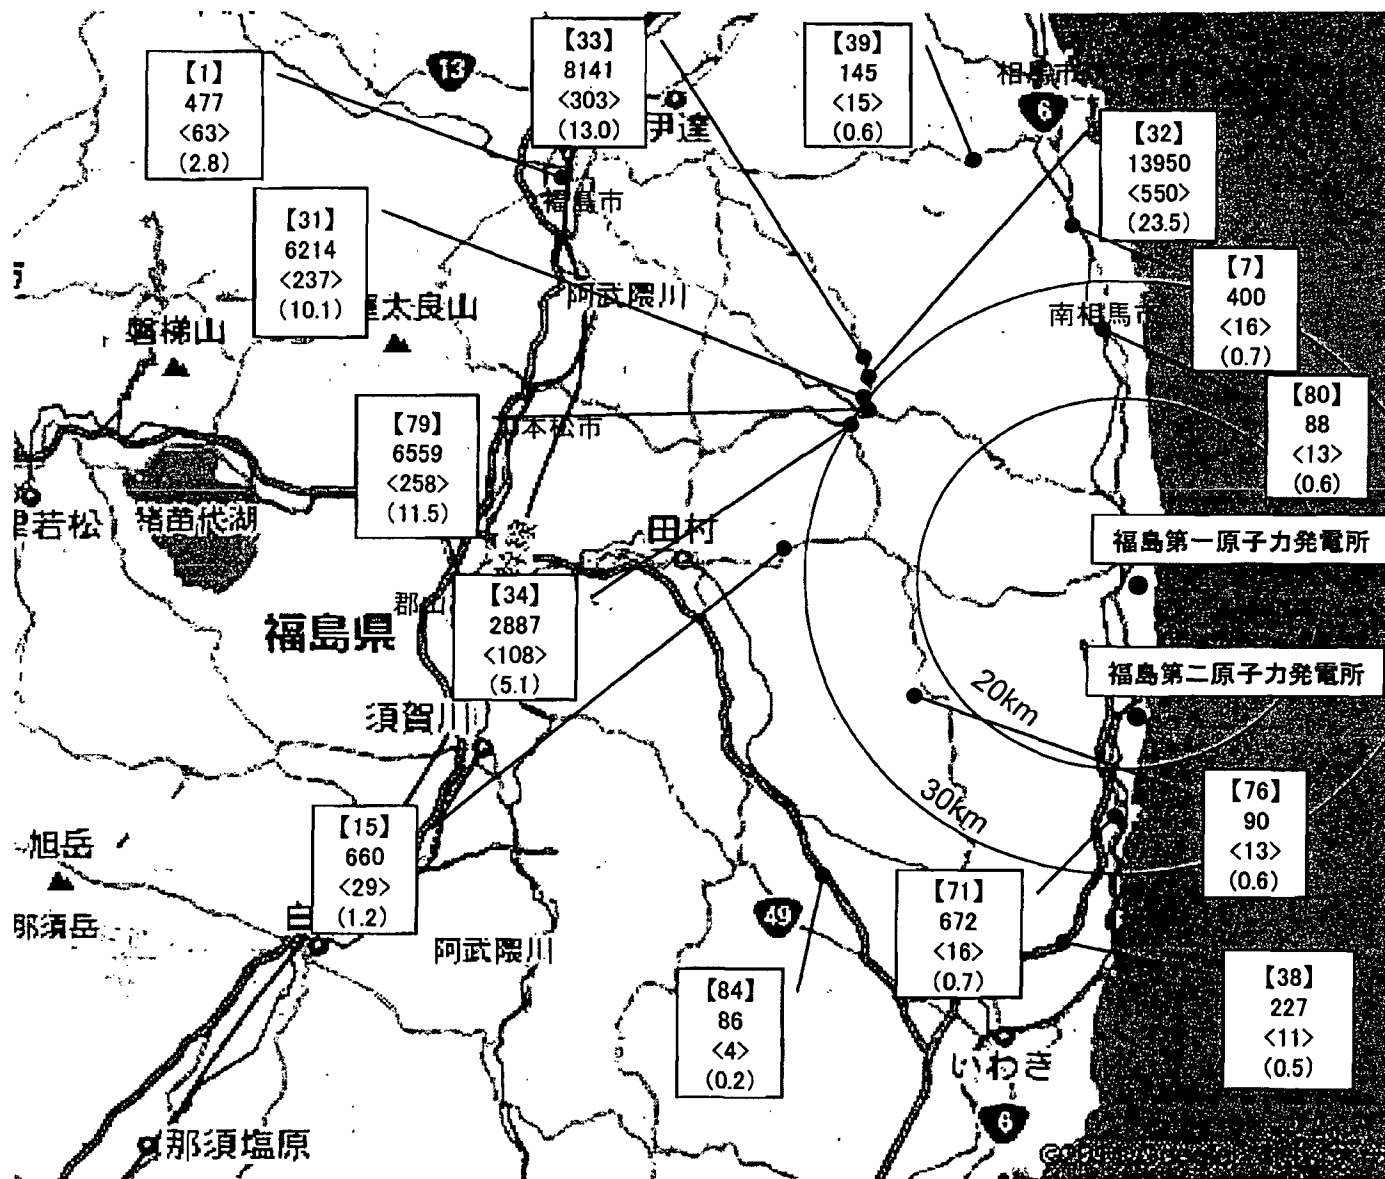 【1】
477
<63>
(2.8)
13
【33】
8141
<303>
(13.0)
伊達
【39】
145
<15>
(0.6)
相馬市
6
【32】
13950
<550>
(23.5)
福島市
【31】
6214
<237>
(10.1)
阿武隈川
【7】
400
<16>
(0.7)
南相馬市
太良山
磐梯山
【80】
88
<13>
(0.6)
【79】
6559
<258>
(11.5)
本松市
若松
猪苗代湖
田村
福島第一原子力発電所
【34】
2887
<108>
(5.1)
郡山
福島県
福島第二原子力発電所
20km
須賀川
30km
【76】
90
<13>
(0.6)
【15】
660
<29>
(1.2)
旭岳
那須岳
白
阿武隈川
49
【71】
672
<16>
(0.7)
【84】
86
<4>
(0.2)
【38】
227
<11>
(0.5)
いわき
6
那須塩原